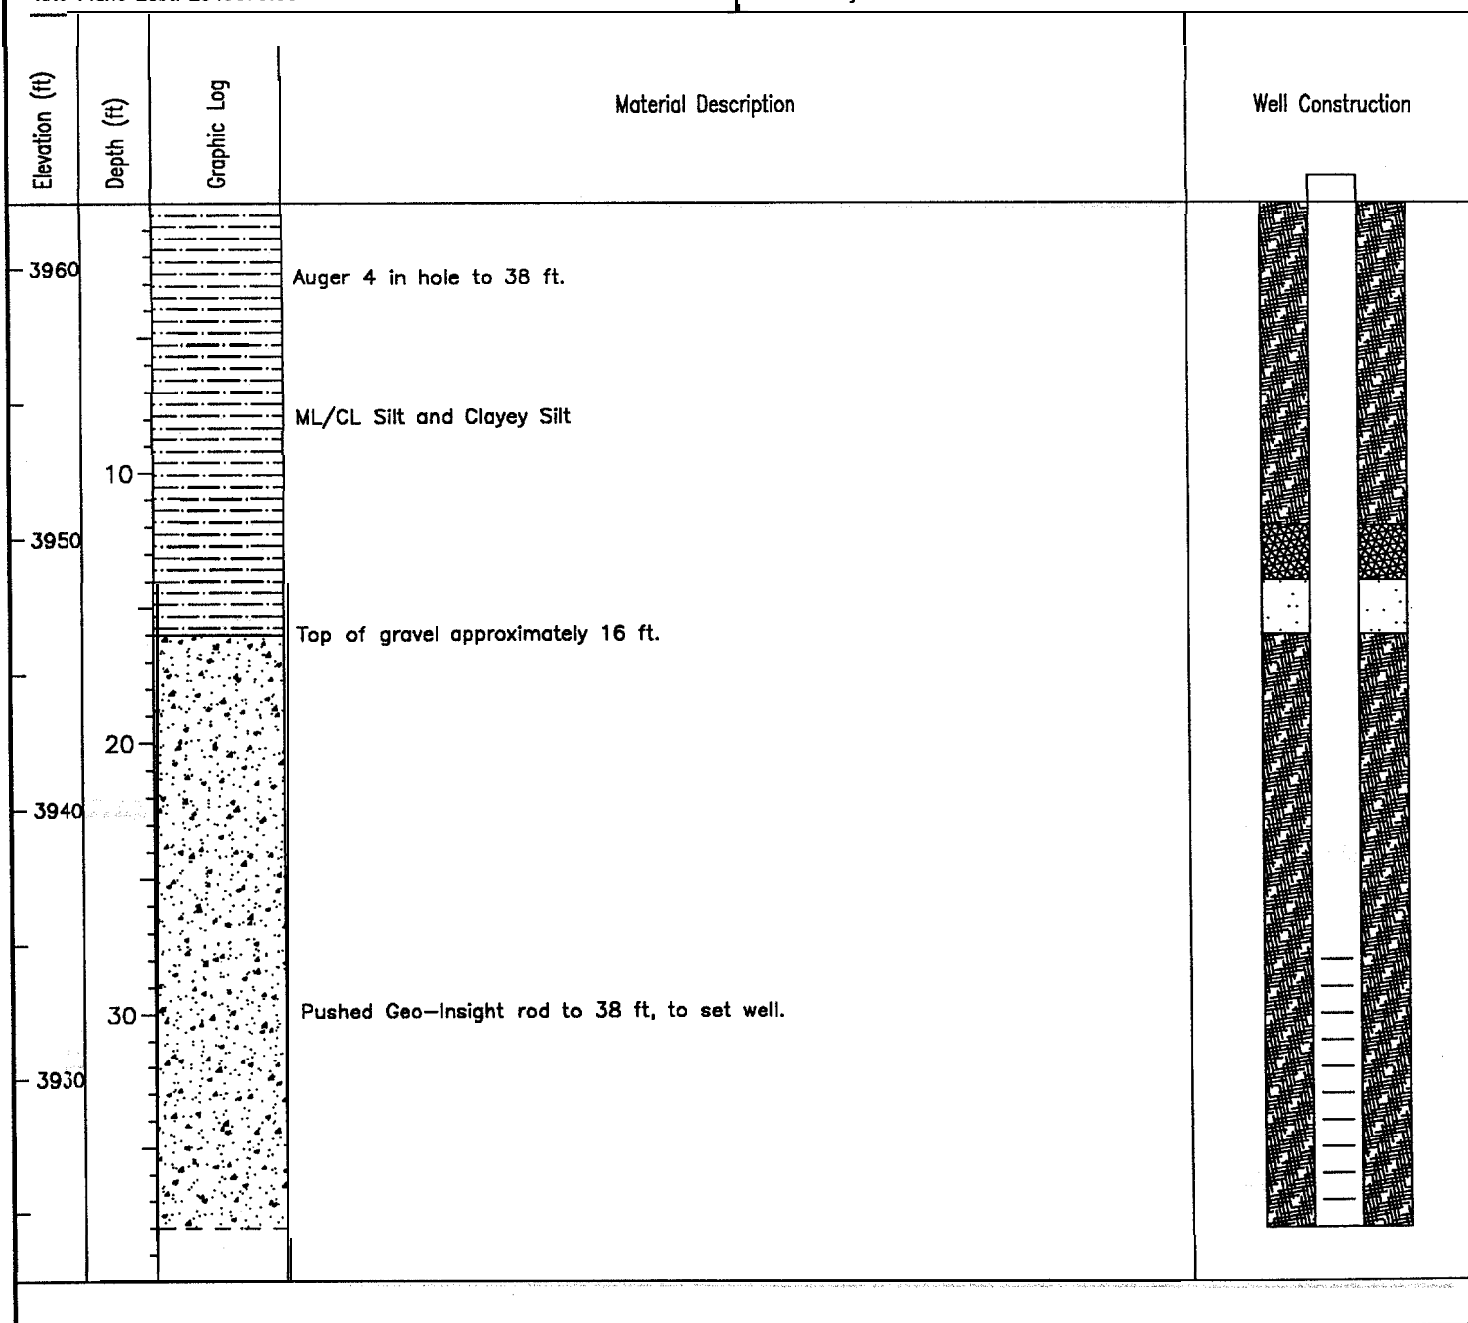 Elevation (ft)
Depth (ft)
Graphic Log
Material Description
Well Construction
3960
Auger 4 in hole to 38 ft.
ML/CL Silt and Clayey Silt
10
3950
Top of gravel approximately 16 ft.
20
3940
Pushed Geo-Insight rod to 38 ft, to set well.
30
3930